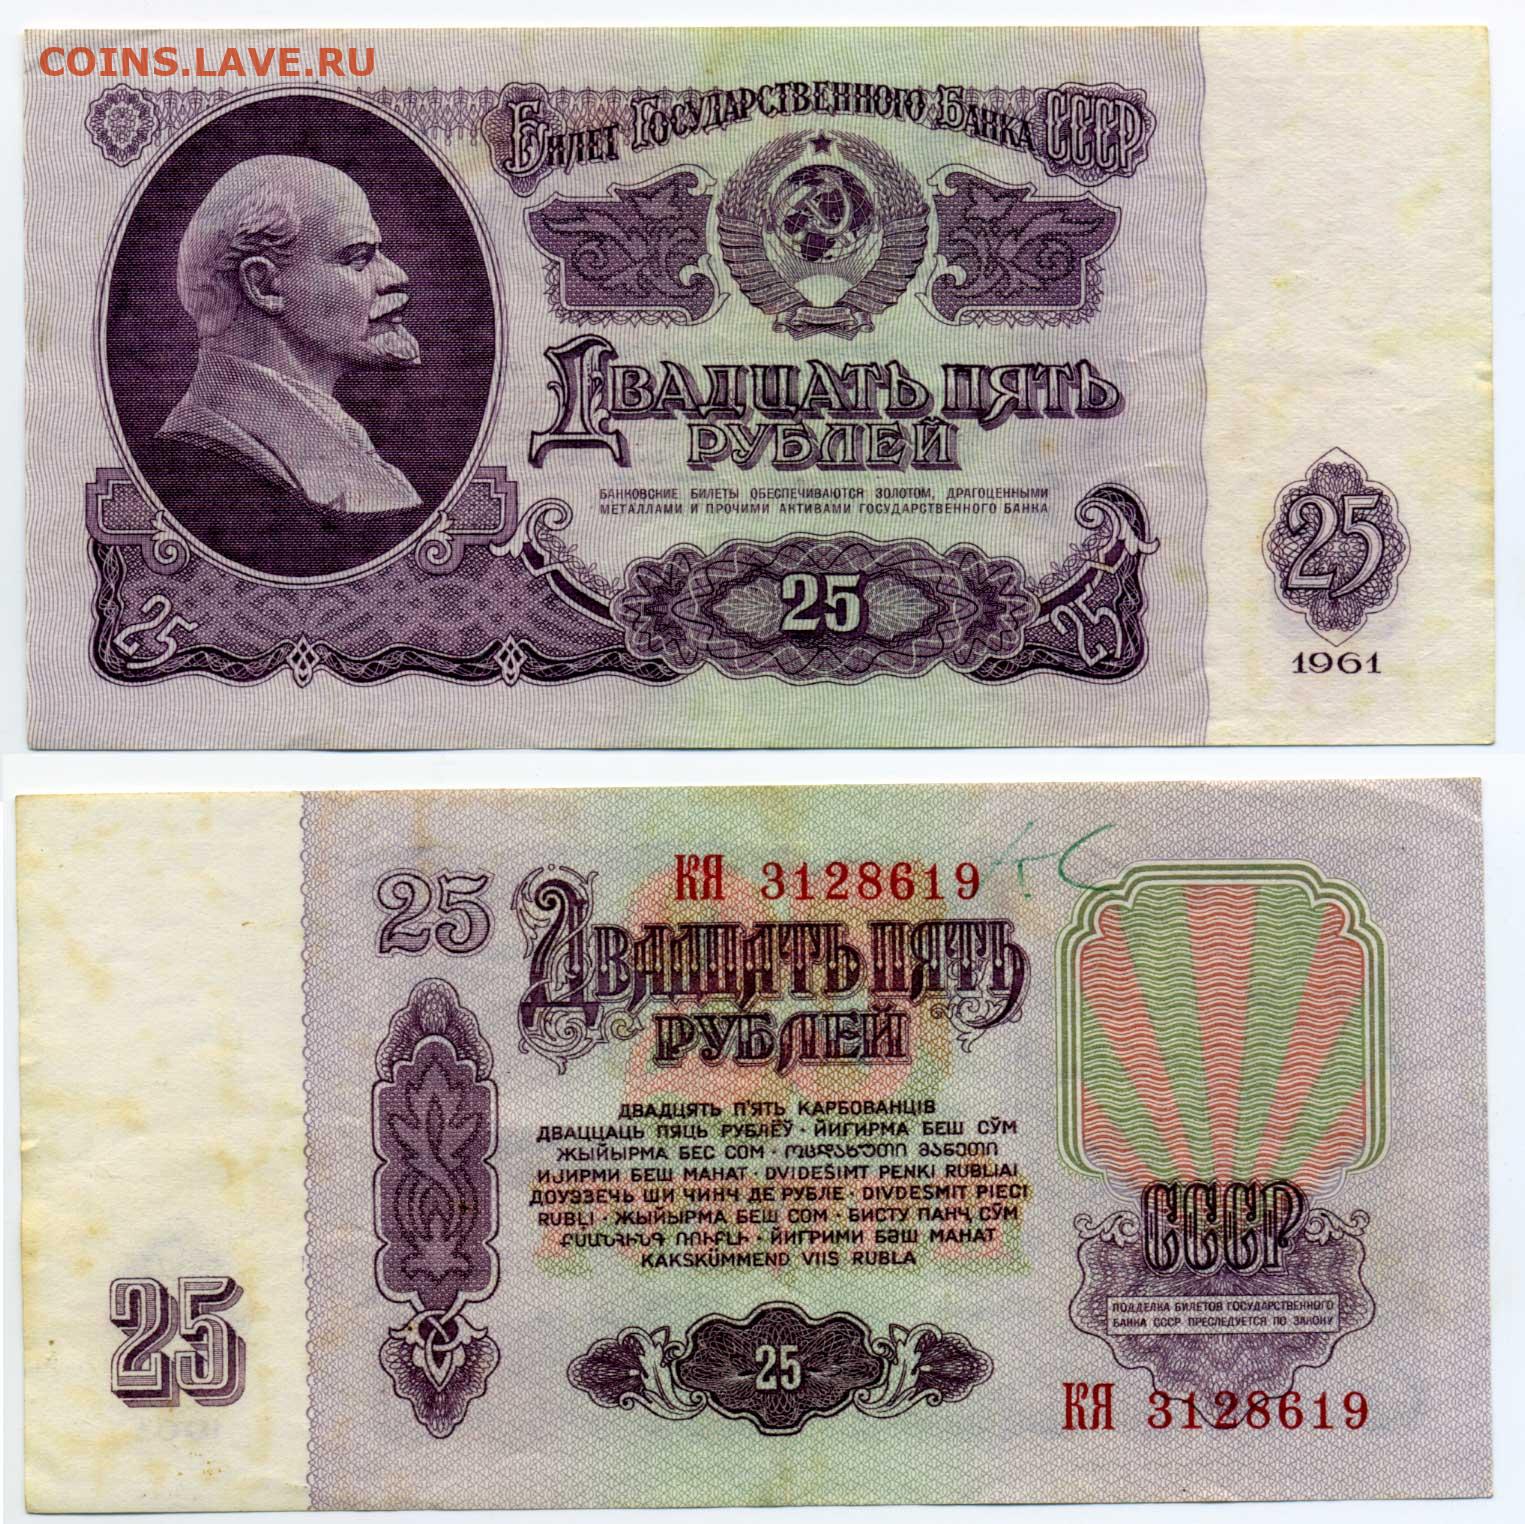 COINS.LAVE.RU
Билет Государственного Банка СССР
Двадцать пять
рублей
БАНКОВСКИЕ БИЛЕТЫ ОБЕСПЕЧИВАЮТСЯ ЗОЛОТОМ, ДРАГОЦЕННЫМИ
МЕТАЛЛАМИ И ПРОЧИМИ АКТИВАМИ ГОСУДАРСТВЕННОГО БАНКА
25
25
25
25
1961
КЯ 3128619
25
Двадцать пять
рублей
ДВАДЦЯТЬ П'ЯТЬ КАРБОВАНЦІВ
ДВАЦЦАЦЬ ПЯЦЬ РУБЛЁЎ · ЙИГИРМА БЕШ СЎМ
ЖЫЙЫРМА БЕС СОМ · ᲝᲪᲓᲐᲮᲣᲗᲘ ᲛᲐᲜᲔᲗᲘ
ИЈИРМИ БЕШ МАНАТ · DVIDEŠIMT PENKI RUBLIAI
ДОУЭЗЕЧЬ ШИ ЧИНЧ ДЕ РУБЛЕ · DIVDESMIT PIECI
RUBĻI · ЖЫЙЫРМА БЕШ СОМ · БИСТУ ПАНҶ СЎМ
ՔՍԱՆՀԻՆԳ ՌՈՒԲԼԻ · ЙИГРИМИ БӘШ МАНАТ
KAKSKÜMMEND VIIS RUBLA
СССР
ПОДДЕЛКА БИЛЕТОВ ГОСУДАРСТВЕННОГО
БАНКА СССР ПРЕСЛЕДУЕТСЯ ПО ЗАКОНУ
25
25
КЯ 3128619